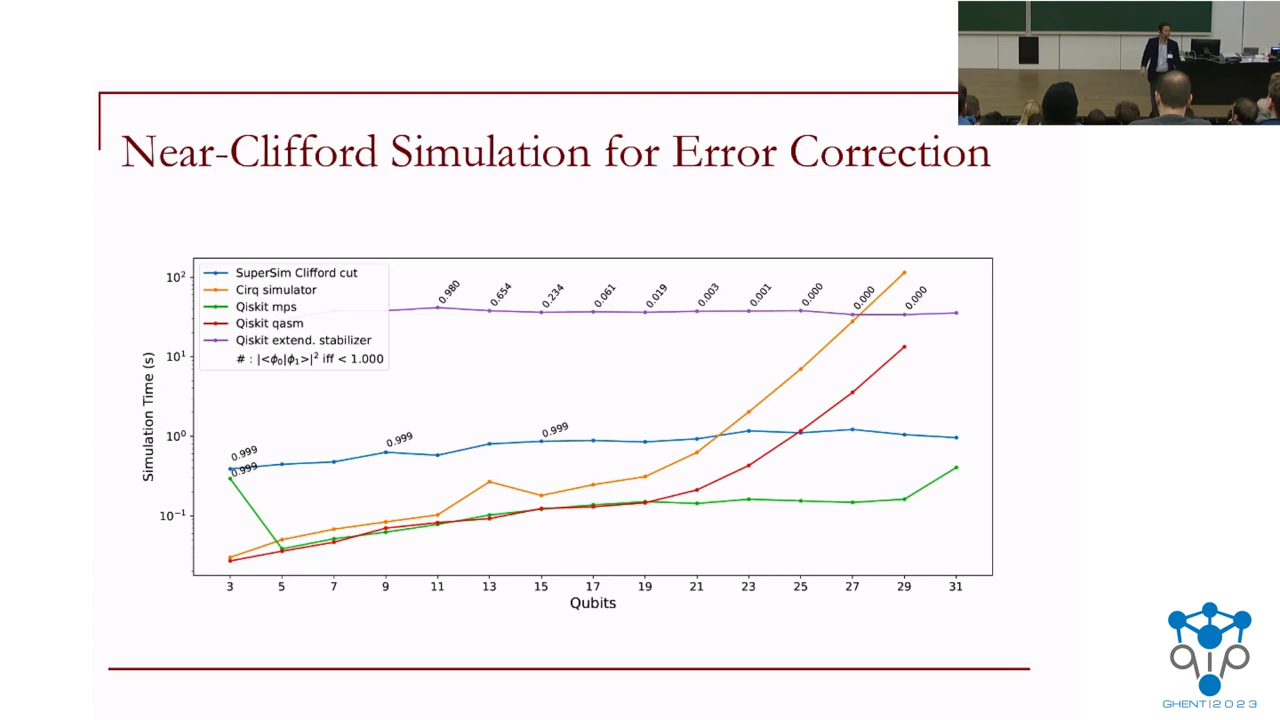 Near-Clifford Simulation for Error Correction
SuperSim Clifford cut
Cirq simulator
Qiskit mps
Qiskit qasm
Qiskit extend. stabilizer
# : |<ϕ₀|ϕ₁>|² iff < 1.000
Simulation Time (s)
10²
10¹
10⁰
10⁻¹
0.980
0.654
0.234
0.061
0.019
0.003
0.001
0.000
0.000
0.000
0.999
0.999
0.999
0.999
3 5 7 9 11 13 15 17 19 21 23 25 27 29 31
Qubits
qip
GHENT|2023